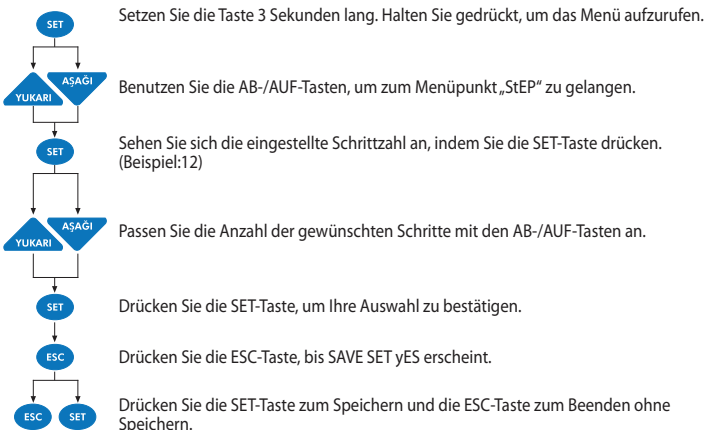 SET
Setzen Sie die Taste 3 Sekunden lang. Halten Sie gedrückt, um das Menü aufzurufen.
YUKARI
AŞAĞI
Benutzen Sie die AB-/AUF-Tasten, um zum Menüpunkt „StEP“ zu gelangen.
SET
Sehen Sie sich die eingestellte Schrittzahl an, indem Sie die SET-Taste drücken.
(Beispiel:12)
YUKARI
AŞAĞI
Passen Sie die Anzahl der gewünschten Schritte mit den AB-/AUF-Tasten an.
SET
Drücken Sie die SET-Taste, um Ihre Auswahl zu bestätigen.
ESC
Drücken Sie die ESC-Taste, bis SAVE SET yES erscheint.
ESC
SET
Drücken Sie die SET-Taste zum Speichern und die ESC-Taste zum Beenden ohne
Speichern.